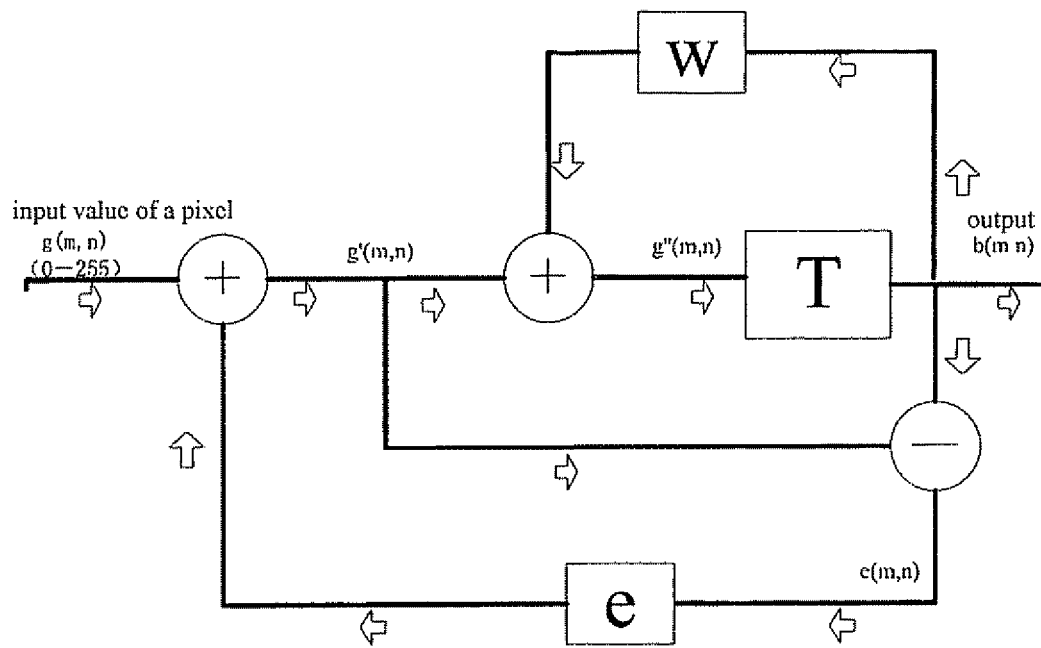 W
input value of a pixel
g(m, n)
(0－255)
+
g'(m,n)
+
g''(m,n)
T
output
b(m n)
—
e(m,n)
e